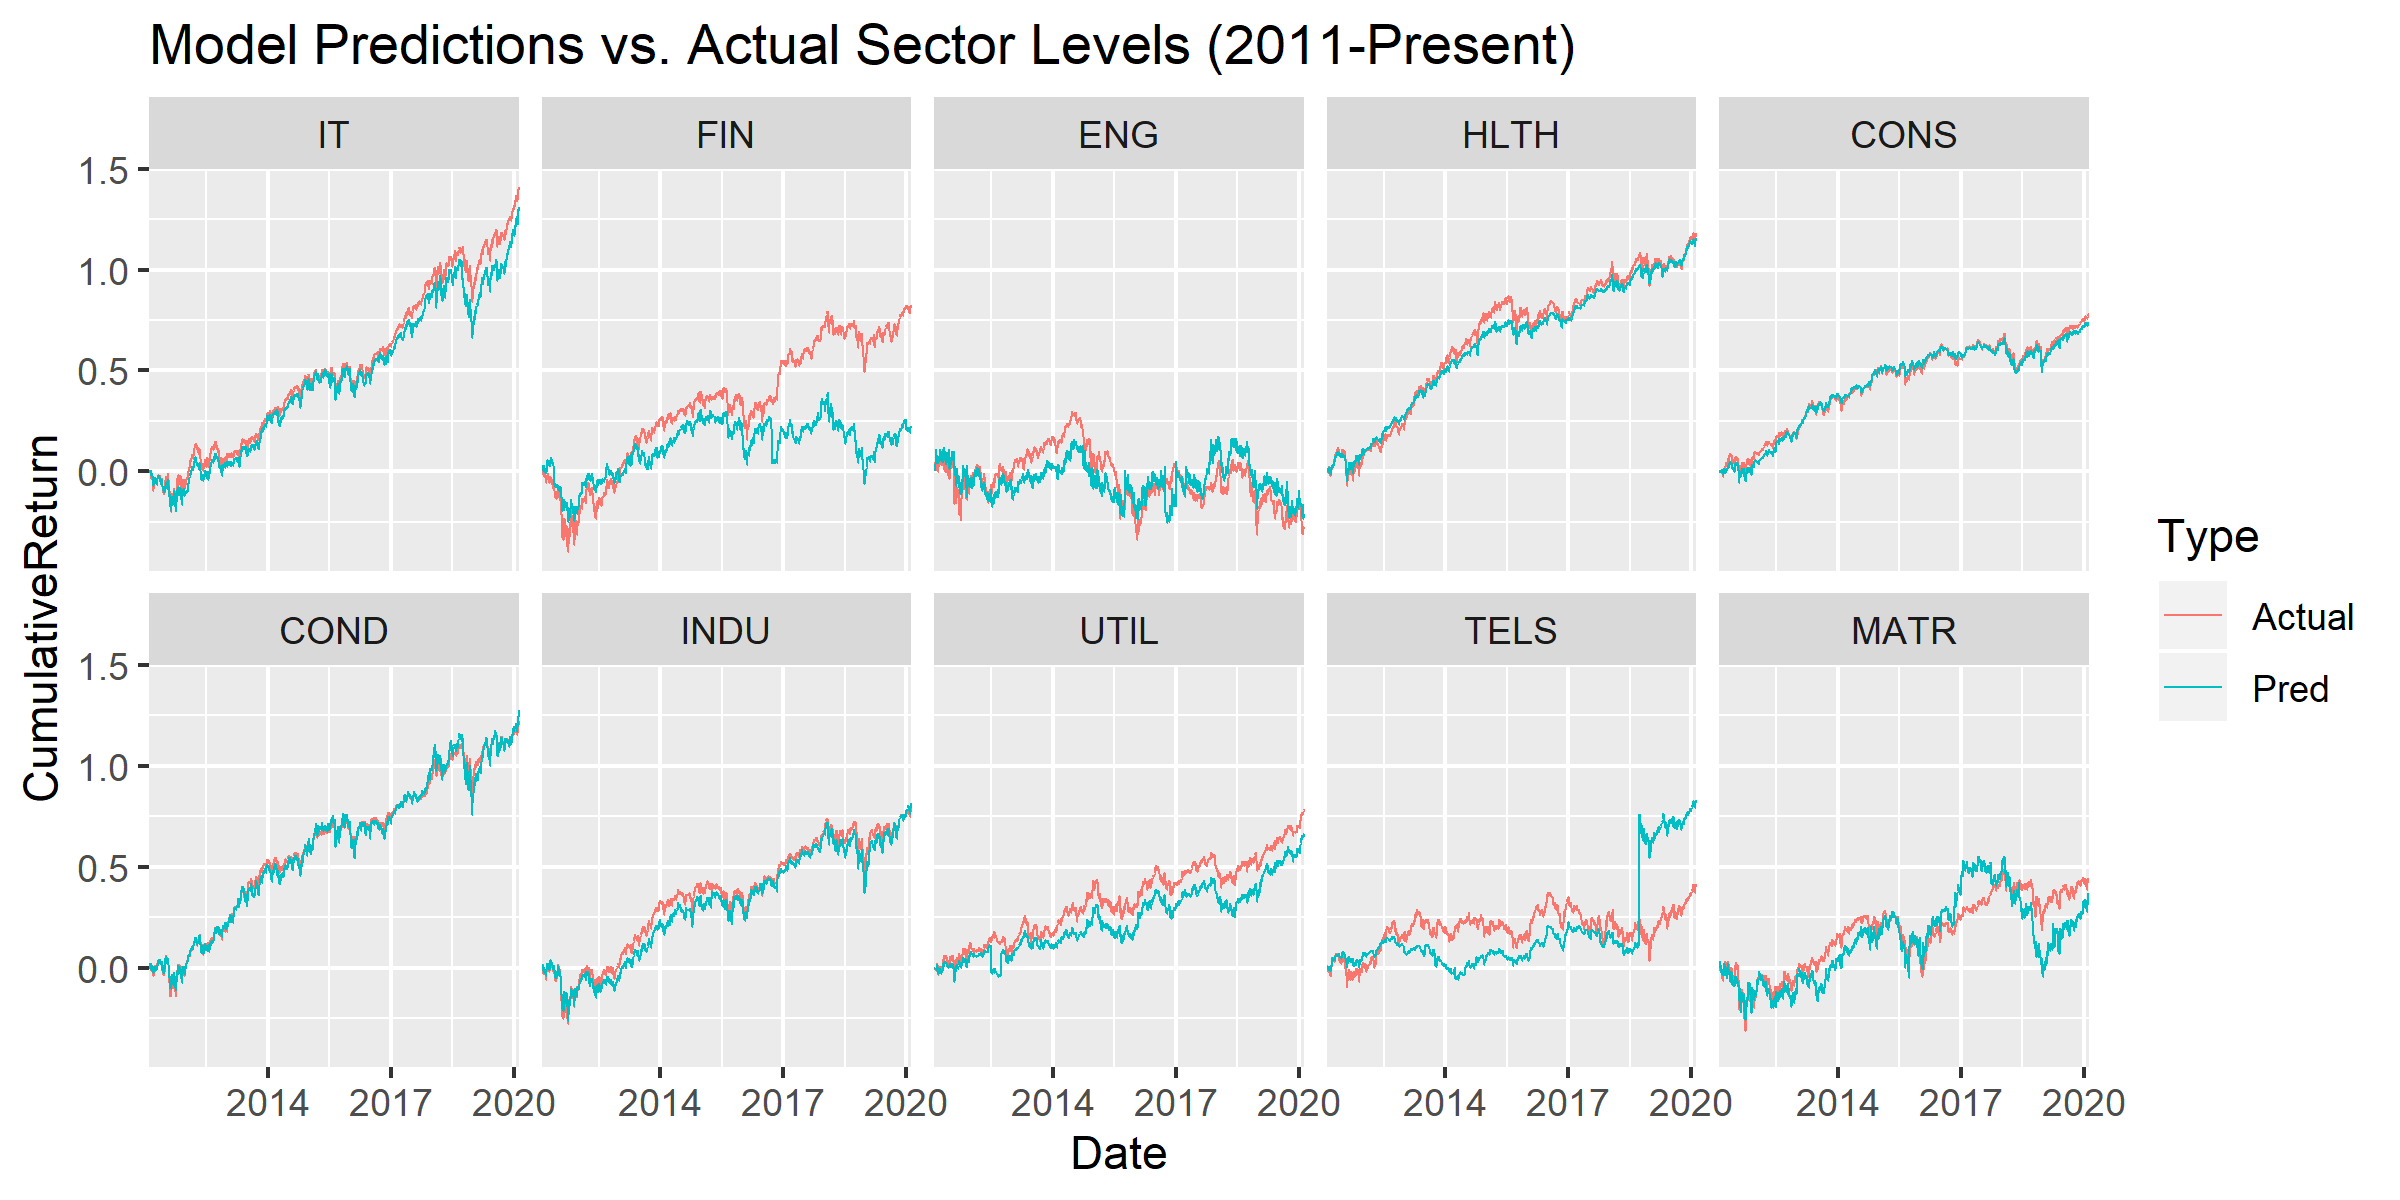 Model Predictions vs. Actual Sector Levels (2011-Present)
IT
FIN
ENG
HLTH
CONS
1.5
1.0
0.5
0.0
COND
INDU
UTIL
TELS
MATR
1.5
1.0
0.5
0.0
2014 2017 2020
2014 2017 2020
2014 2017 2020
2014 2017 2020
2014 2017 2020
Date
CumulativeReturn
Type
Actual
Pred